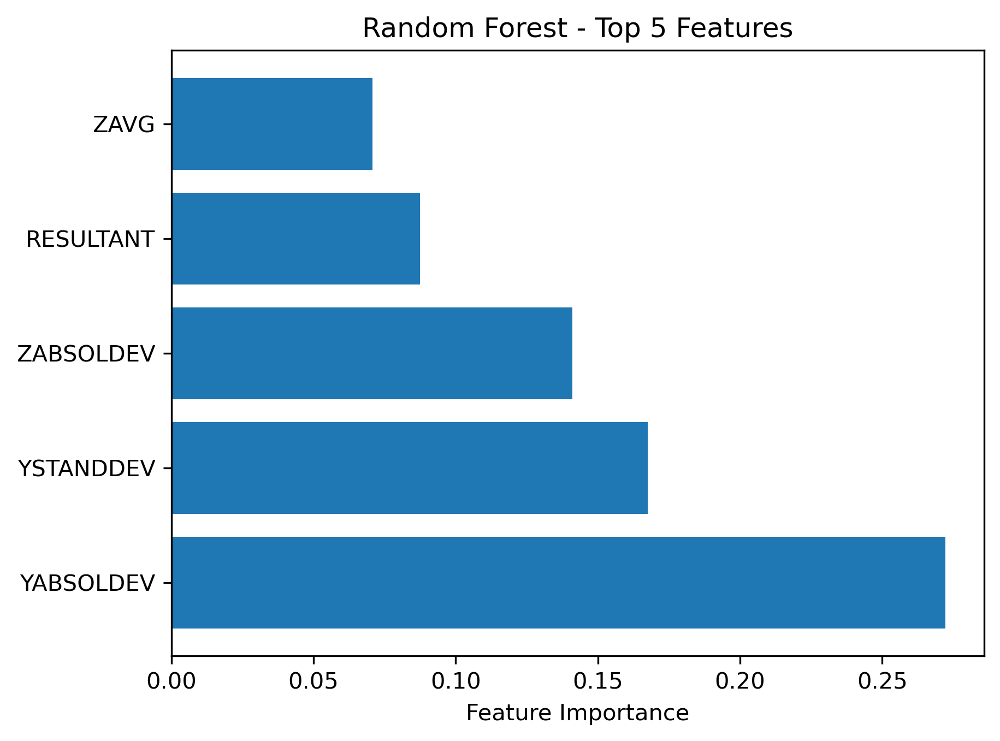 Random Forest - Top 5 Features
ZAVG
RESULTANT
ZABSOLDEV
YSTANDDEV
YABSOLDEV
0.00 0.05 0.10 0.15 0.20 0.25
Feature Importance